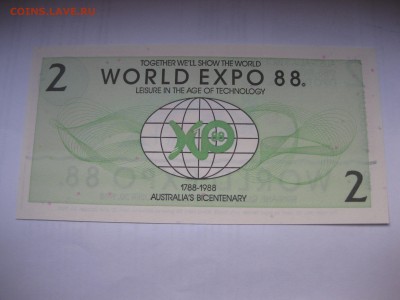 COINS.LAVE.RU
TOGETHER WE'LL SHOW THE WORLD
2 WORLD EXPO 88®
LEISURE IN THE AGE OF TECHNOLOGY
1788-1988
AUSTRALIA'S BICENTENARY
2